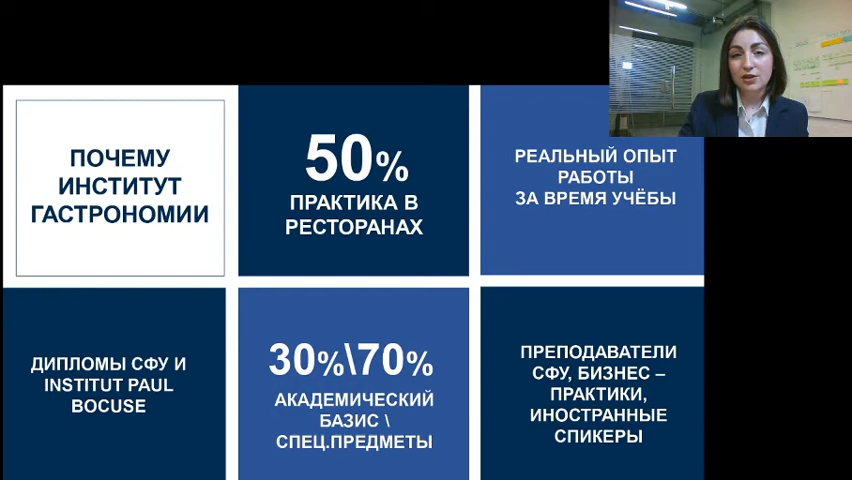 ПОЧЕМУ
ИНСТИТУТ
ГАСТРОНОМИИ
50%
ПРАКТИКА В
РЕСТОРАНАХ
РЕАЛЬНЫЙ ОПЫТ
РАБОТЫ
ЗА ВРЕМЯ УЧЁБЫ
ДИПЛОМЫ СФУ И
INSTITUT PAUL
BOCUSE
30%\70%
АКАДЕМИЧЕСКИЙ
БАЗИС \
СПЕЦ.ПРЕДМЕТЫ
ПРЕПОДАВАТЕЛИ
СФУ, БИЗНЕС –
ПРАКТИКИ,
ИНОСТРАННЫЕ
СПИКЕРЫ